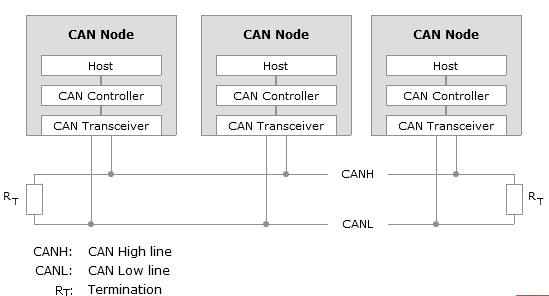 CAN Node CAN Node CAN Node
Host Host Host
CAN Controller CAN Controller CAN Controller
CAN Transceiver CAN Transceiver CAN Transceiver
CANH
RT RT
CANL
CANH: CAN High line
CANL: CAN Low line
RT: Termination